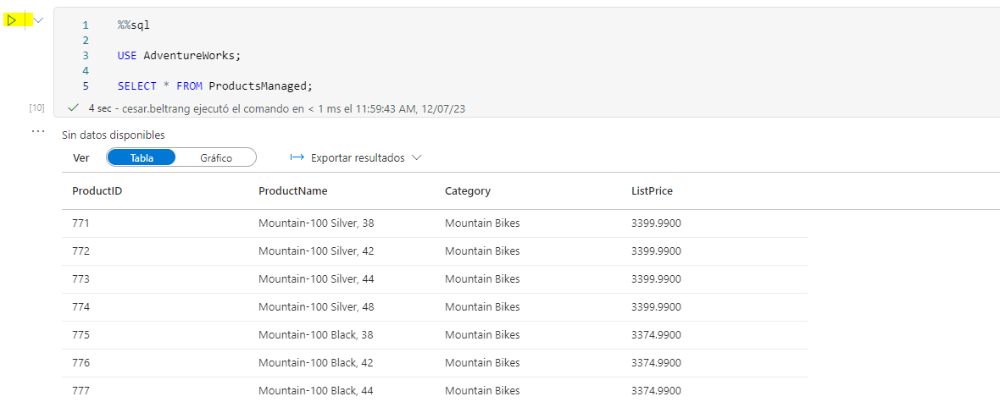 1 %%sql
2
3 USE AdventureWorks;
4
5 SELECT * FROM ProductsManaged;
[10] 4 sec - cesar.beltrang ejecutó el comando en < 1 ms el 11:59:43 AM, 12/07/23
... Sin datos disponibles
Ver Tabla Gráfico Exportar resultados
ProductID ProductName Category ListPrice
771 Mountain-100 Silver, 38 Mountain Bikes 3399.9900
772 Mountain-100 Silver, 42 Mountain Bikes 3399.9900
773 Mountain-100 Silver, 44 Mountain Bikes 3399.9900
774 Mountain-100 Silver, 48 Mountain Bikes 3399.9900
775 Mountain-100 Black, 38 Mountain Bikes 3374.9900
776 Mountain-100 Black, 42 Mountain Bikes 3374.9900
777 Mountain-100 Black, 44 Mountain Bikes 3374.9900